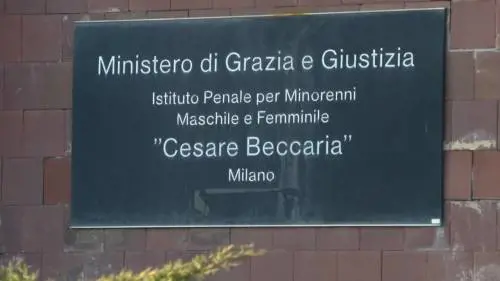 Ministero di Grazia e Giustizia
Istituto Penale per Minorenni
Maschile e Femminile
"Cesare Beccaria"
Milano